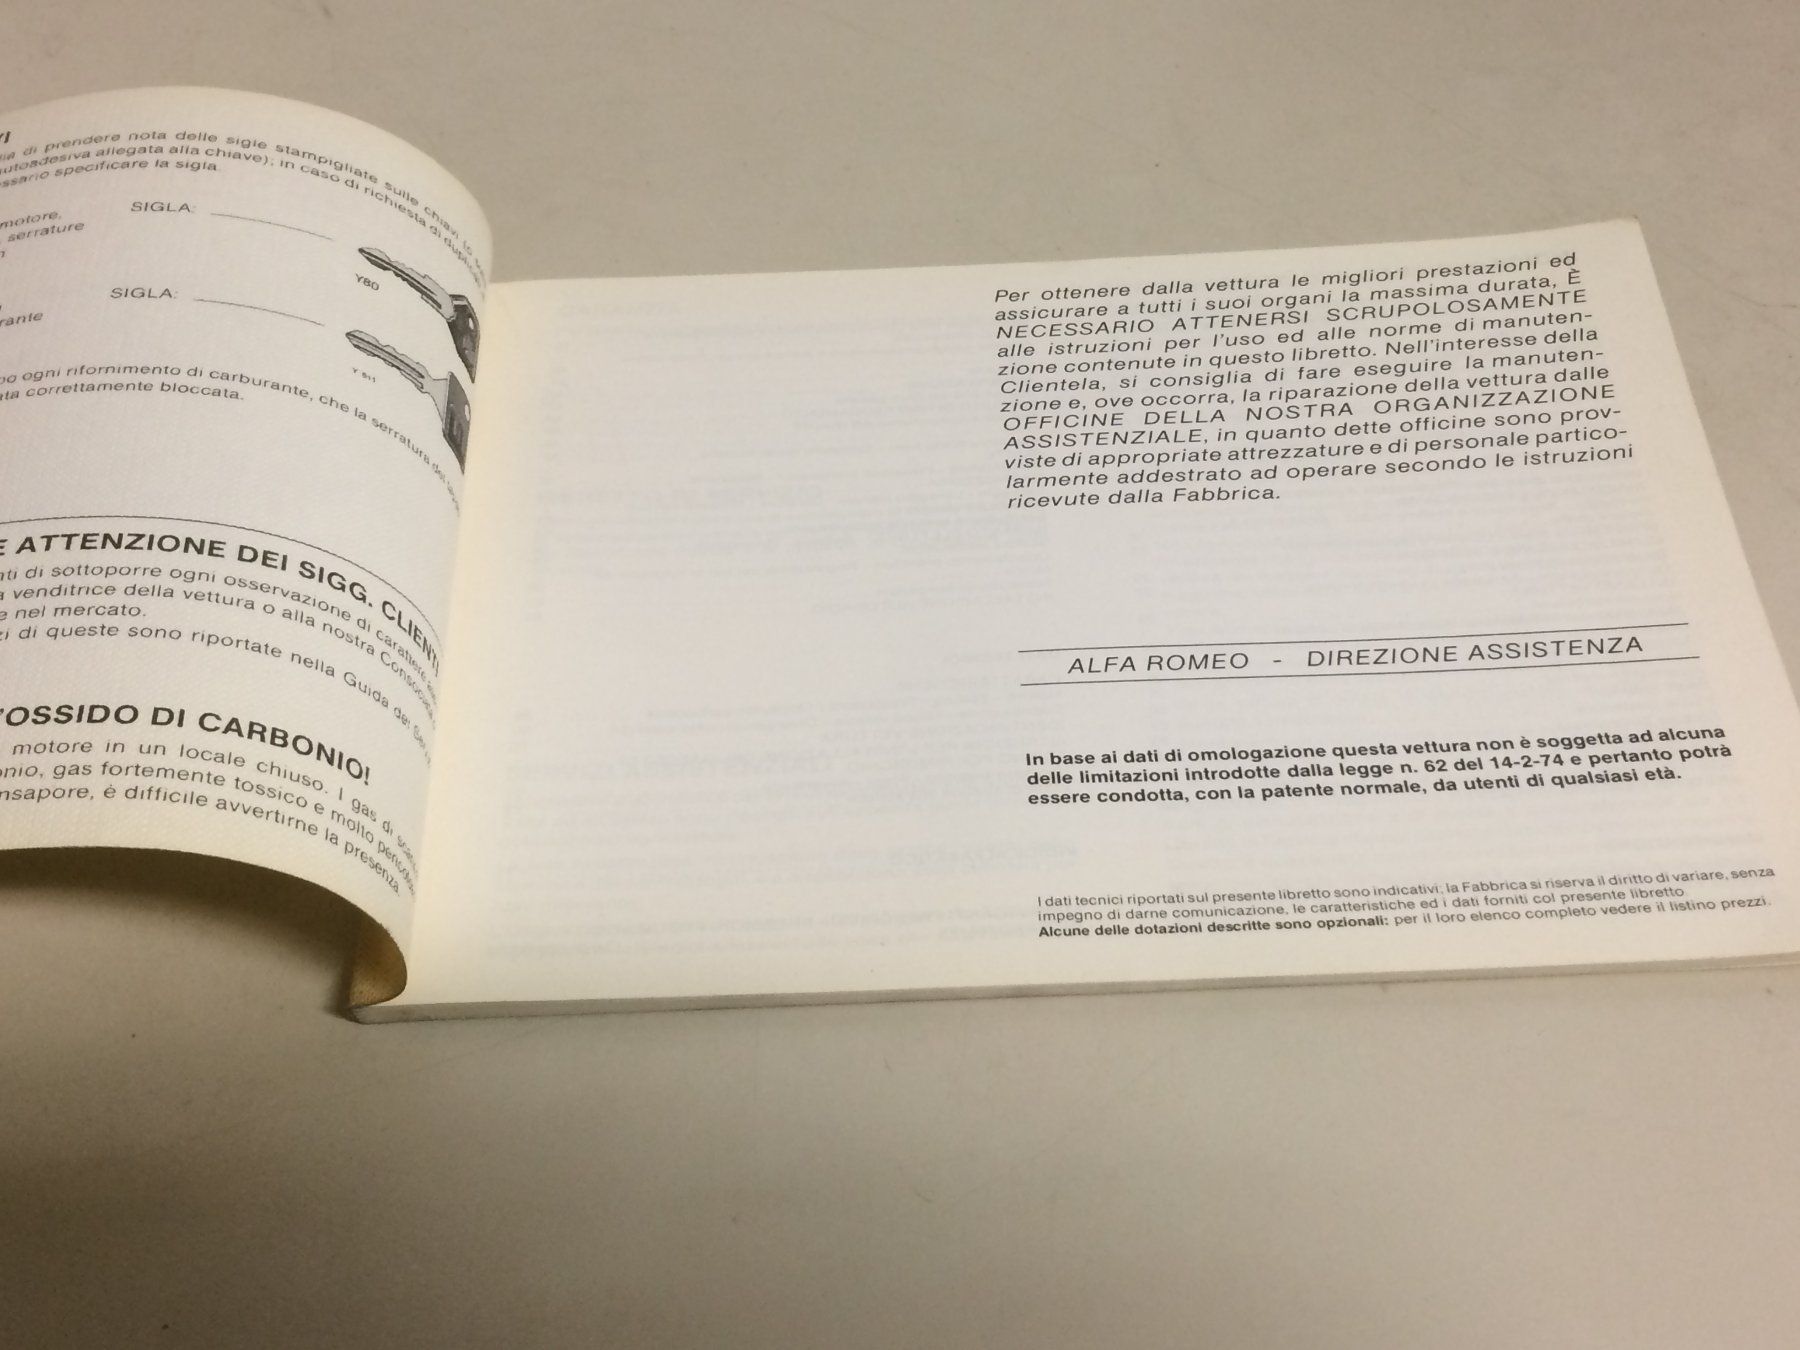 di prendere nota delle sigle stampigliate sulle chiavi (o
autoadesiva allegata alla chiave); in caso di richiesta di
specificare la sigla.
SIGLA:
motore,
serrature
Y80
SIGLA:
Y 811
ogni rifornimento di carburante, che la serratura del
correttamente bloccata.
E ATTENZIONE DEI SIGG. CLIENTI
di sottoporre ogni osservazione di carattere
venditrice della vettura o alla nostra
nel mercato.
di queste sono riportate nella Guida del
'OSSIDO DI CARBONIO!
motore in un locale chiuso. I gas di
gas fortemente tossico e molto
è difficile avvertirne la presenza.
Per ottenere dalla vettura le migliori prestazioni ed
assicurare a tutti i suoi organi la massima durata, È
NECESSARIO ATTENERSI SCRUPOLOSAMENTE
alle istruzioni per l'uso ed alle norme di manuten-
zione contenute in questo libretto. Nell'interesse della
Clientela, si consiglia di fare eseguire la manuten-
zione e, ove occorra, la riparazione della vettura dalle
OFFICINE DELLA NOSTRA ORGANIZZAZIONE
ASSISTENZIALE, in quanto dette officine sono prov-
viste di appropriate attrezzature e di personale partico-
larmente addestrato ad operare secondo le istruzioni
ricevute dalla Fabbrica.
ALFA ROMEO - DIREZIONE ASSISTENZA
In base ai dati di omologazione questa vettura non è soggetta ad alcuna
delle limitazioni introdotte dalla legge n. 62 del 14-2-74 e pertanto potrà
essere condotta, con la patente normale, da utenti di qualsiasi età.
I dati tecnici riportati sul presente libretto sono indicativi; la Fabbrica si riserva il diritto di variare, senza
impegno di darne comunicazione, le caratteristiche ed i dati forniti col presente libretto.
Alcune delle dotazioni descritte sono opzionali: per il loro elenco completo vedere il listino prezzi.